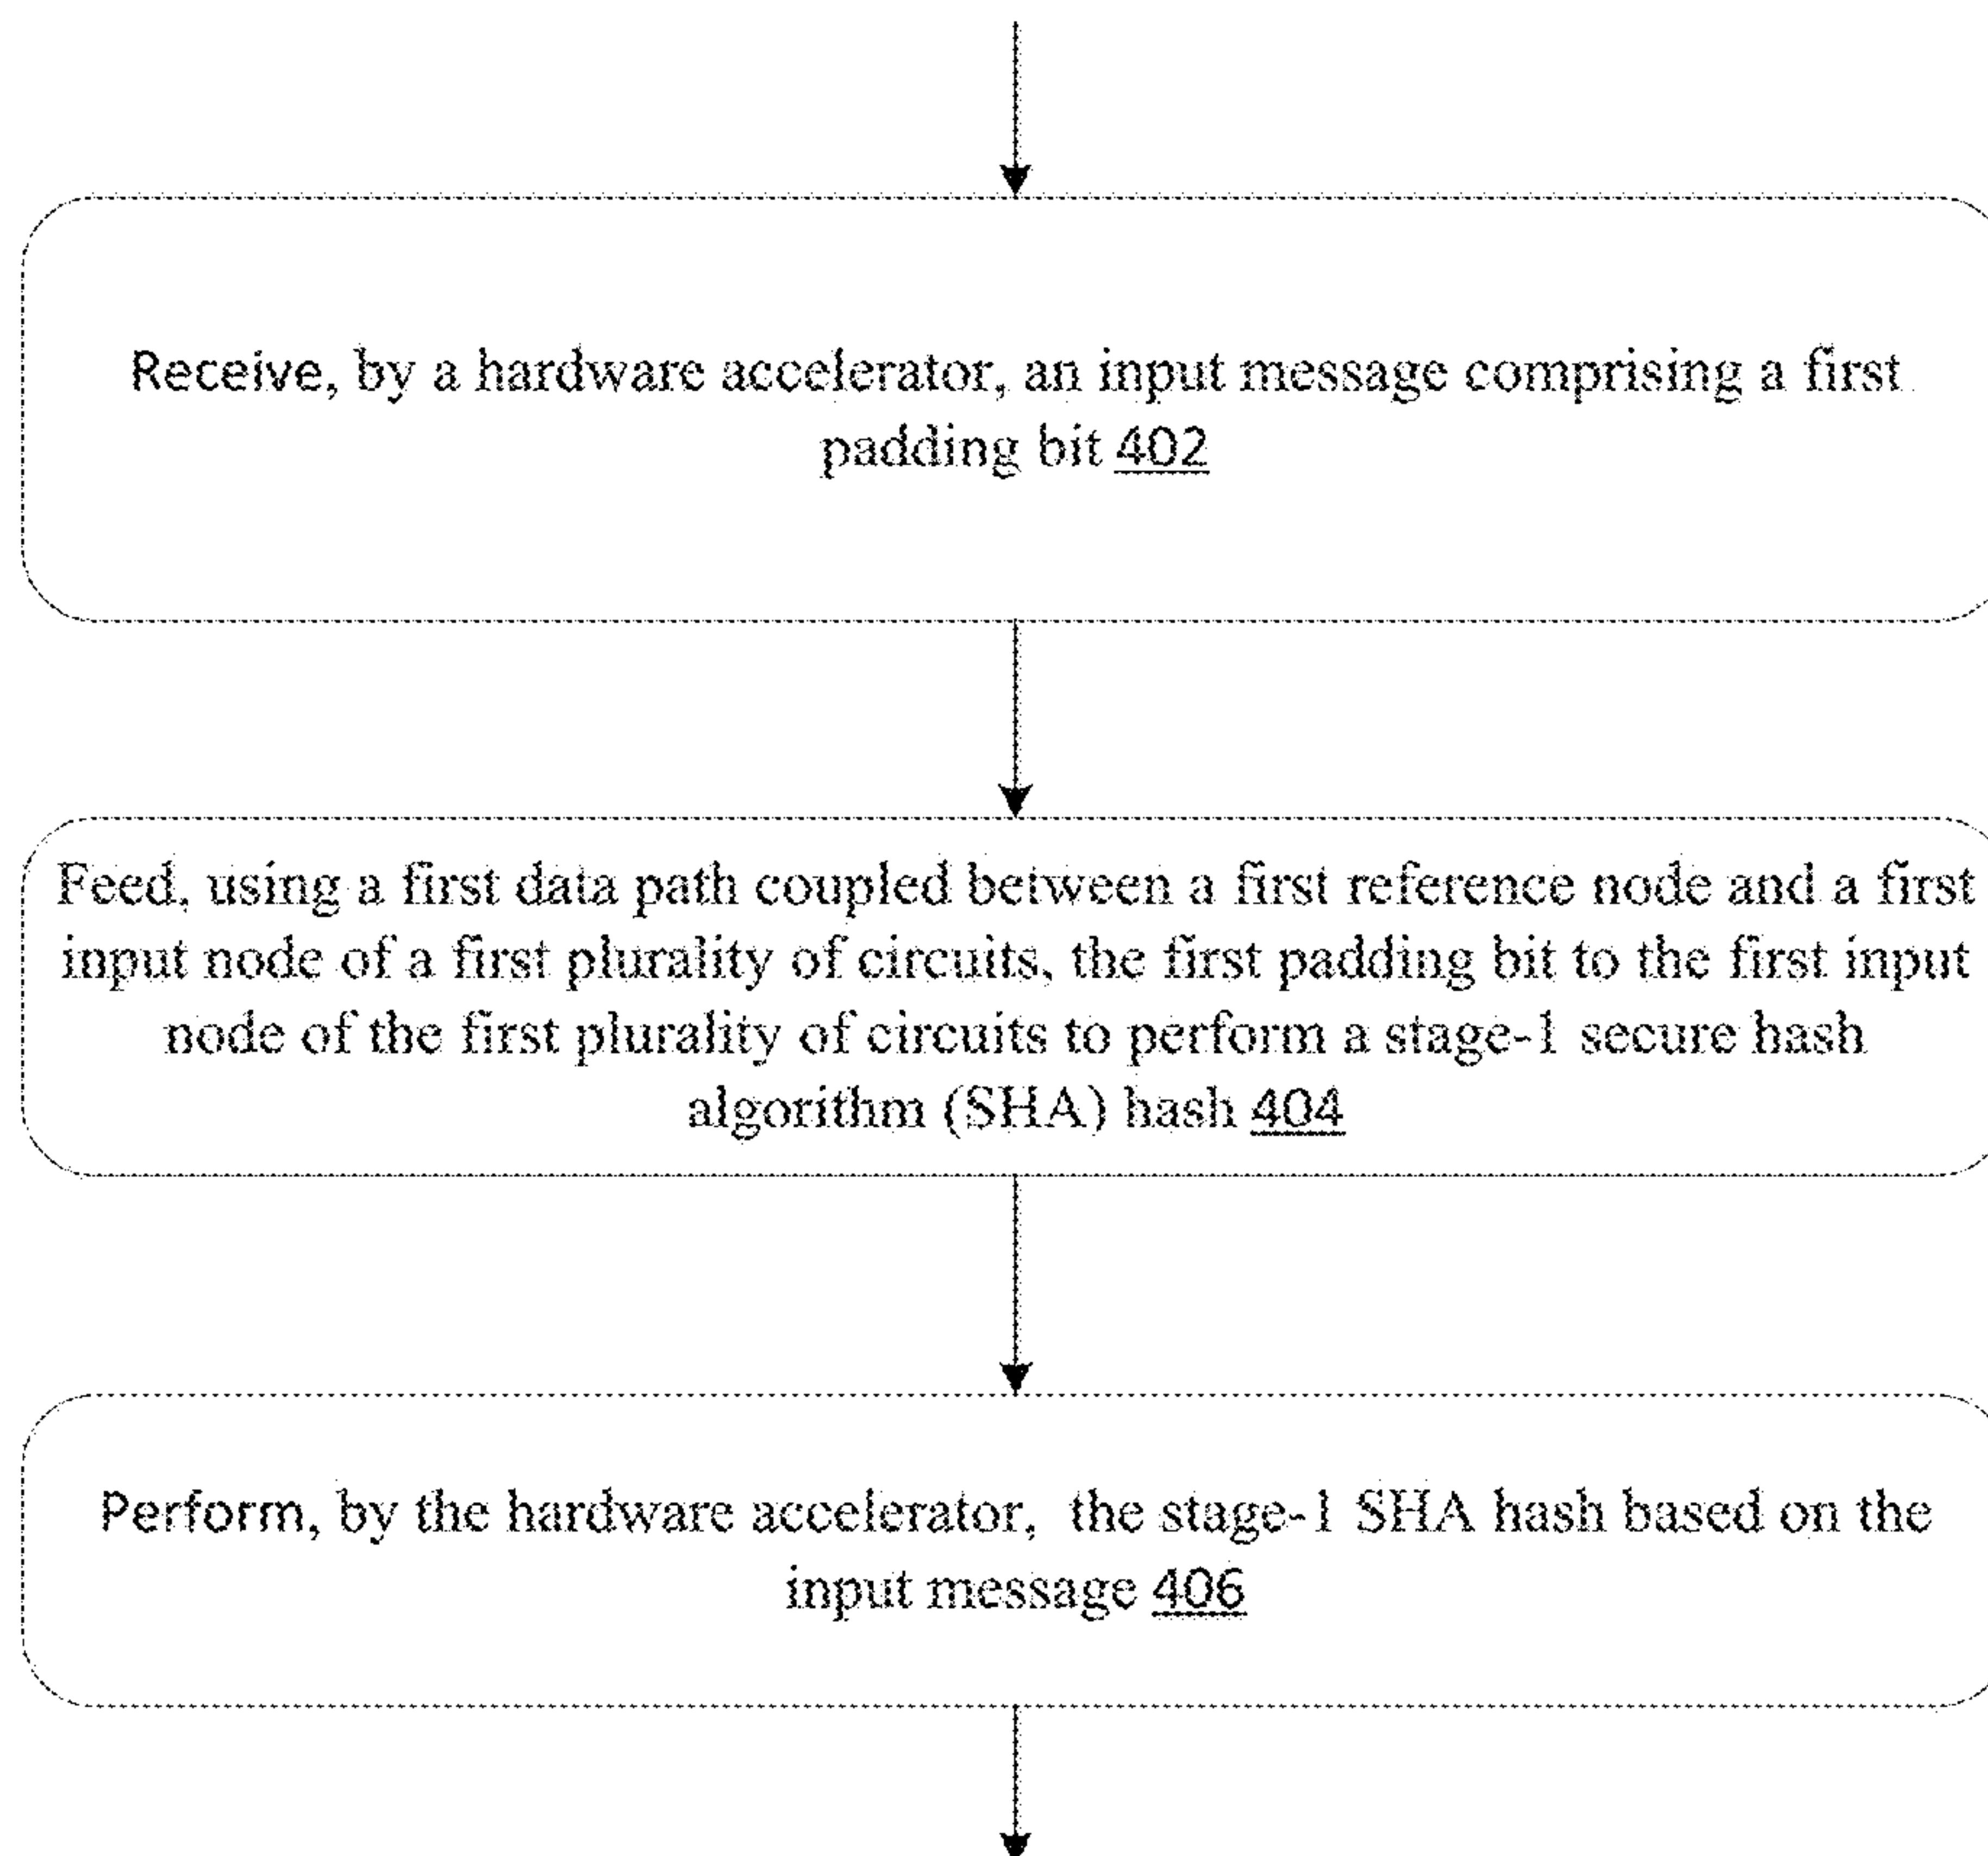 Receive, by a hardware accelerator, an input message comprising a first
padding bit 402
Feed, using a first data path coupled between a first reference node and a first
input node of a first plurality of circuits, the first padding bit to the first input
node of the first plurality of circuits to perform a stage-1 secure hash
algorithm (SHA) hash 404
Perform, by the hardware accelerator, the stage-1 SHA hash based on the
input message 406